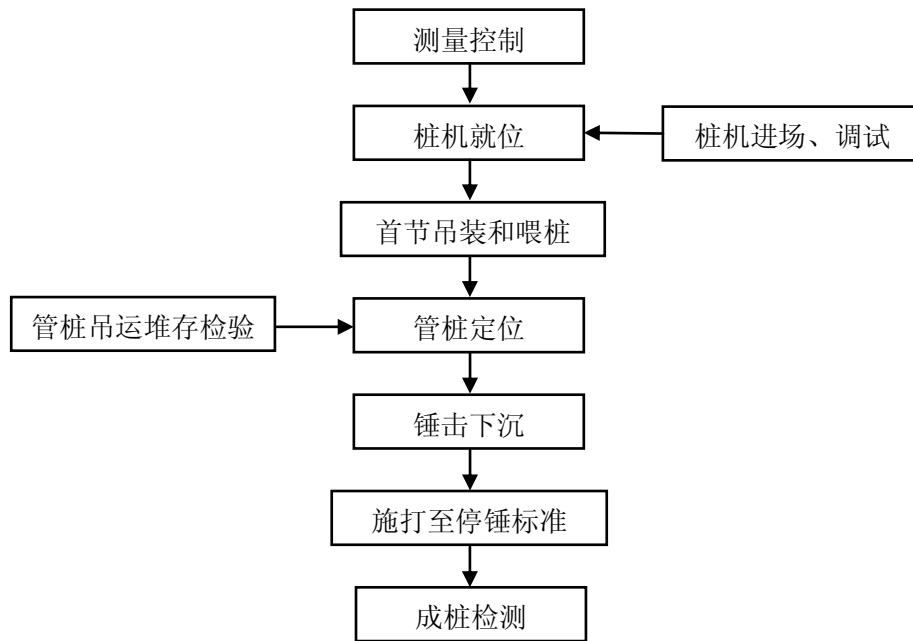 测量控制
桩机就位
桩机进场、调试
首节吊装和喂桩
管桩吊运堆存检验
管桩定位
锤击下沉
施打至停锤标准
成桩检测